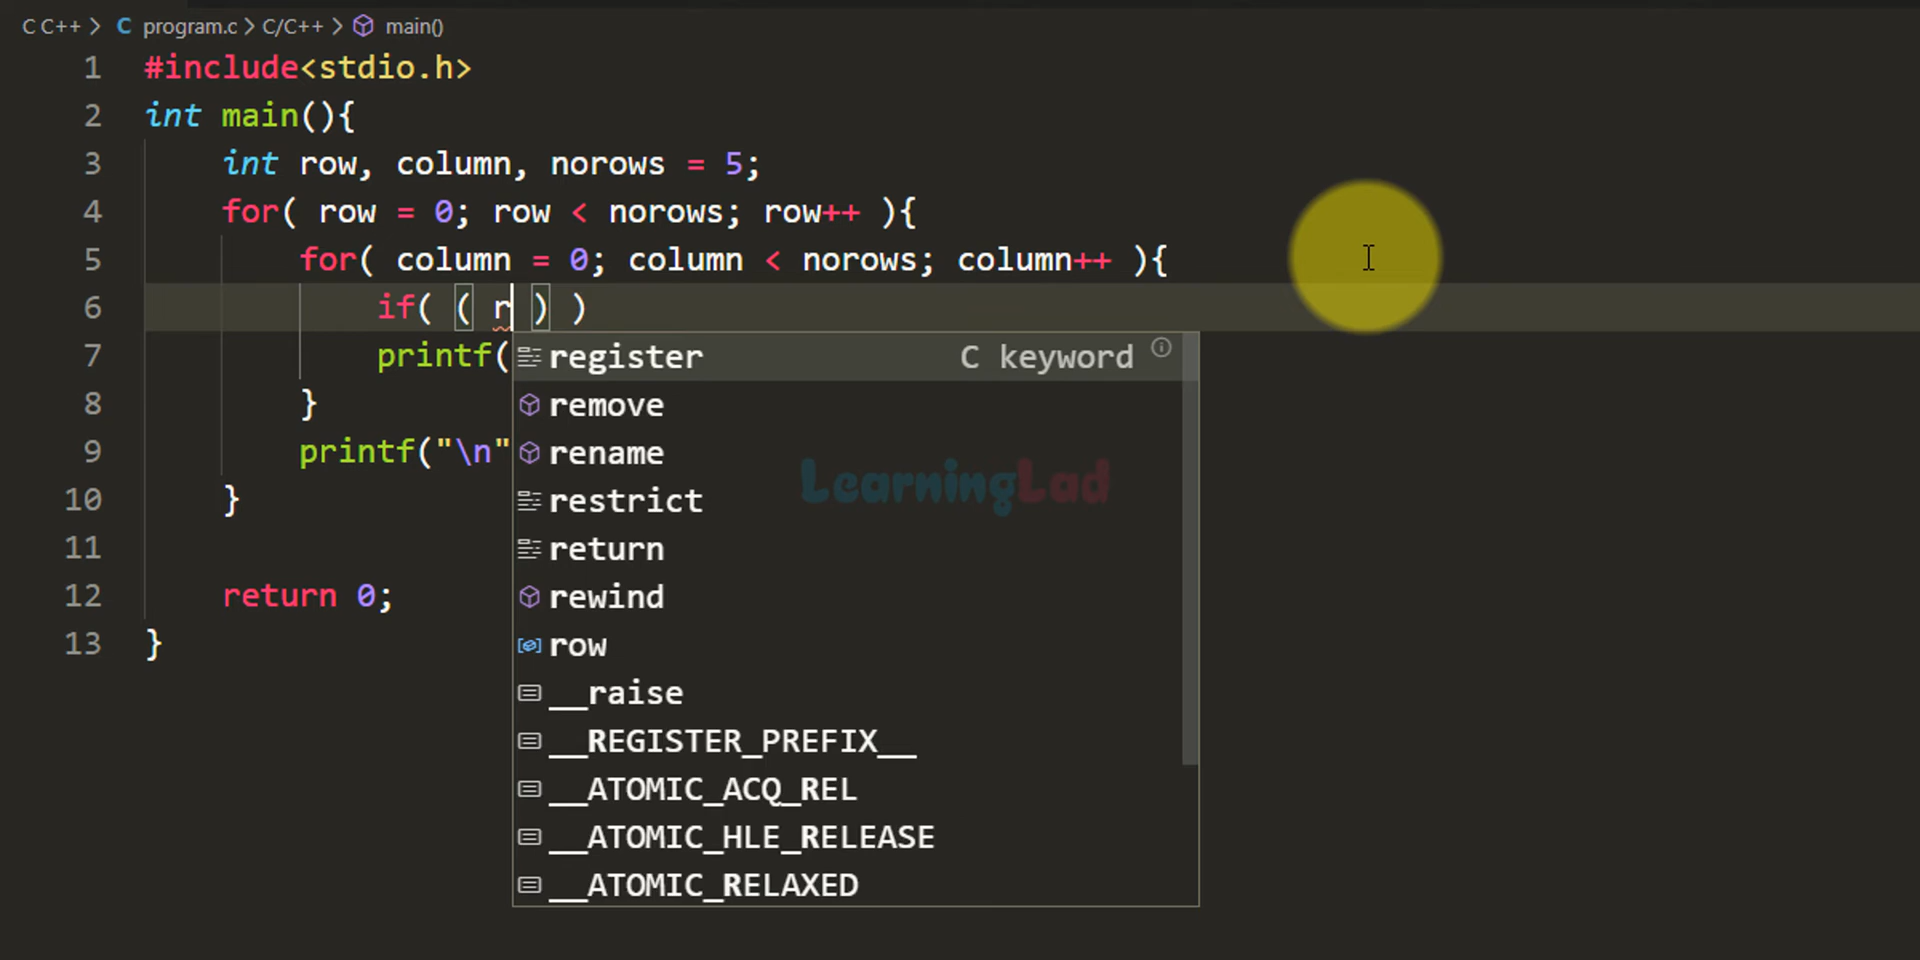 C C++ > C program.c > C/C++ > main()
1 #include<stdio.h>
2 int main(){
3 int row, column, norows = 5;
4 for( row = 0; row < norows; row++ ){
5 for( column = 0; column < norows; column++ ){
6 if( ( r ) )
7 printf(
register C keyword
8 }
remove
9 printf("\n"
rename
10 }
restrict
LearningLad
11
return
12 return 0;
rewind
13 }
row
__raise
__REGISTER_PREFIX__
__ATOMIC_ACQ_REL
__ATOMIC_HLE_RELEASE
__ATOMIC_RELAXED